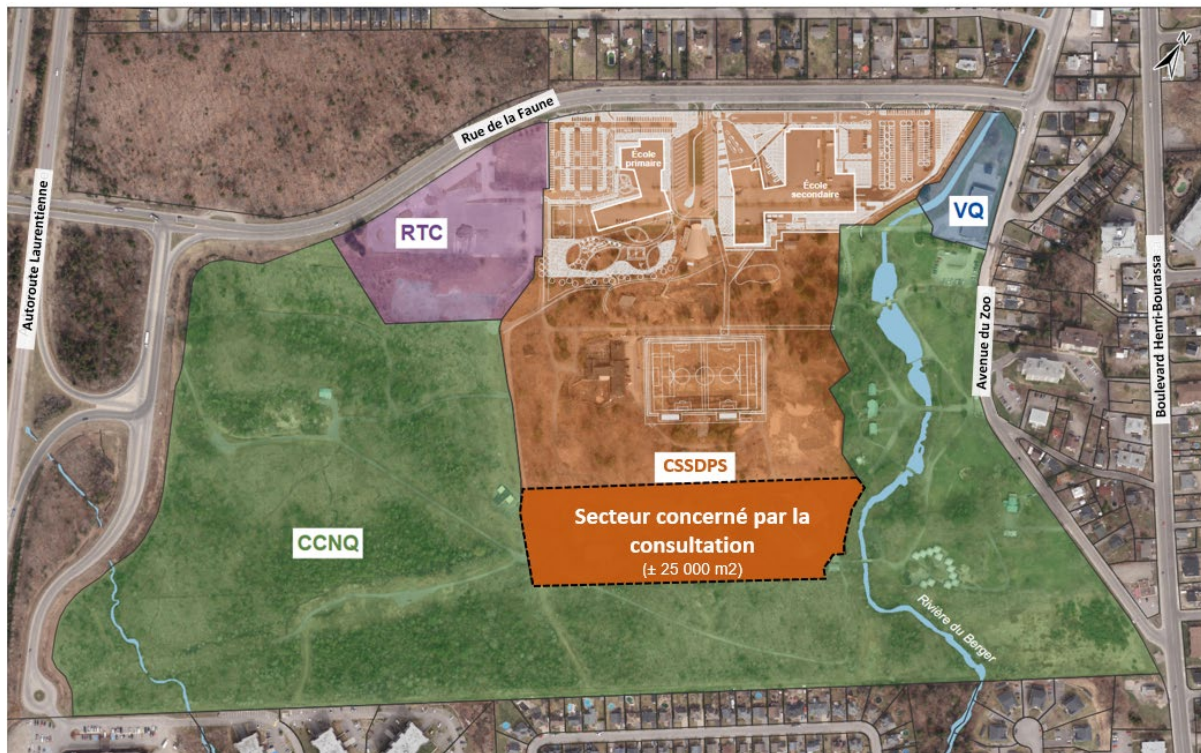 N
Rue de la Faune
École
primaire
École
secondaire
RTC
VQ
Autoroute Laurentienne
Avenue du Zoo
Boulevard Henri-Bourassa
CSSDPS
Secteur concerné par la
consultation
(± 25 000 m2)
CCNQ
Rivière du Berger